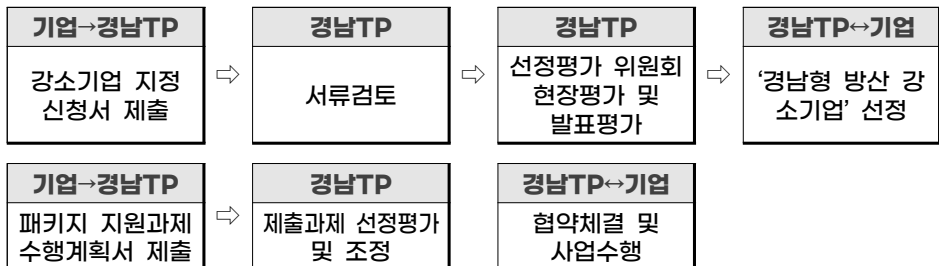 기업→경남TP
강소기업 지정
신청서 제출
⇨
경남TP
서류검토
⇨
경남TP
선정평가 위원회
현장평가 및
발표평가
⇨
경남TP↔기업
‘경남형 방산 강
소기업’ 선정
기업→경남TP
패키지 지원과제
수행계획서 제출
⇨
경남TP
제출과제 선정평가
및 조정
경남TP↔기업
협약체결 및
사업수행